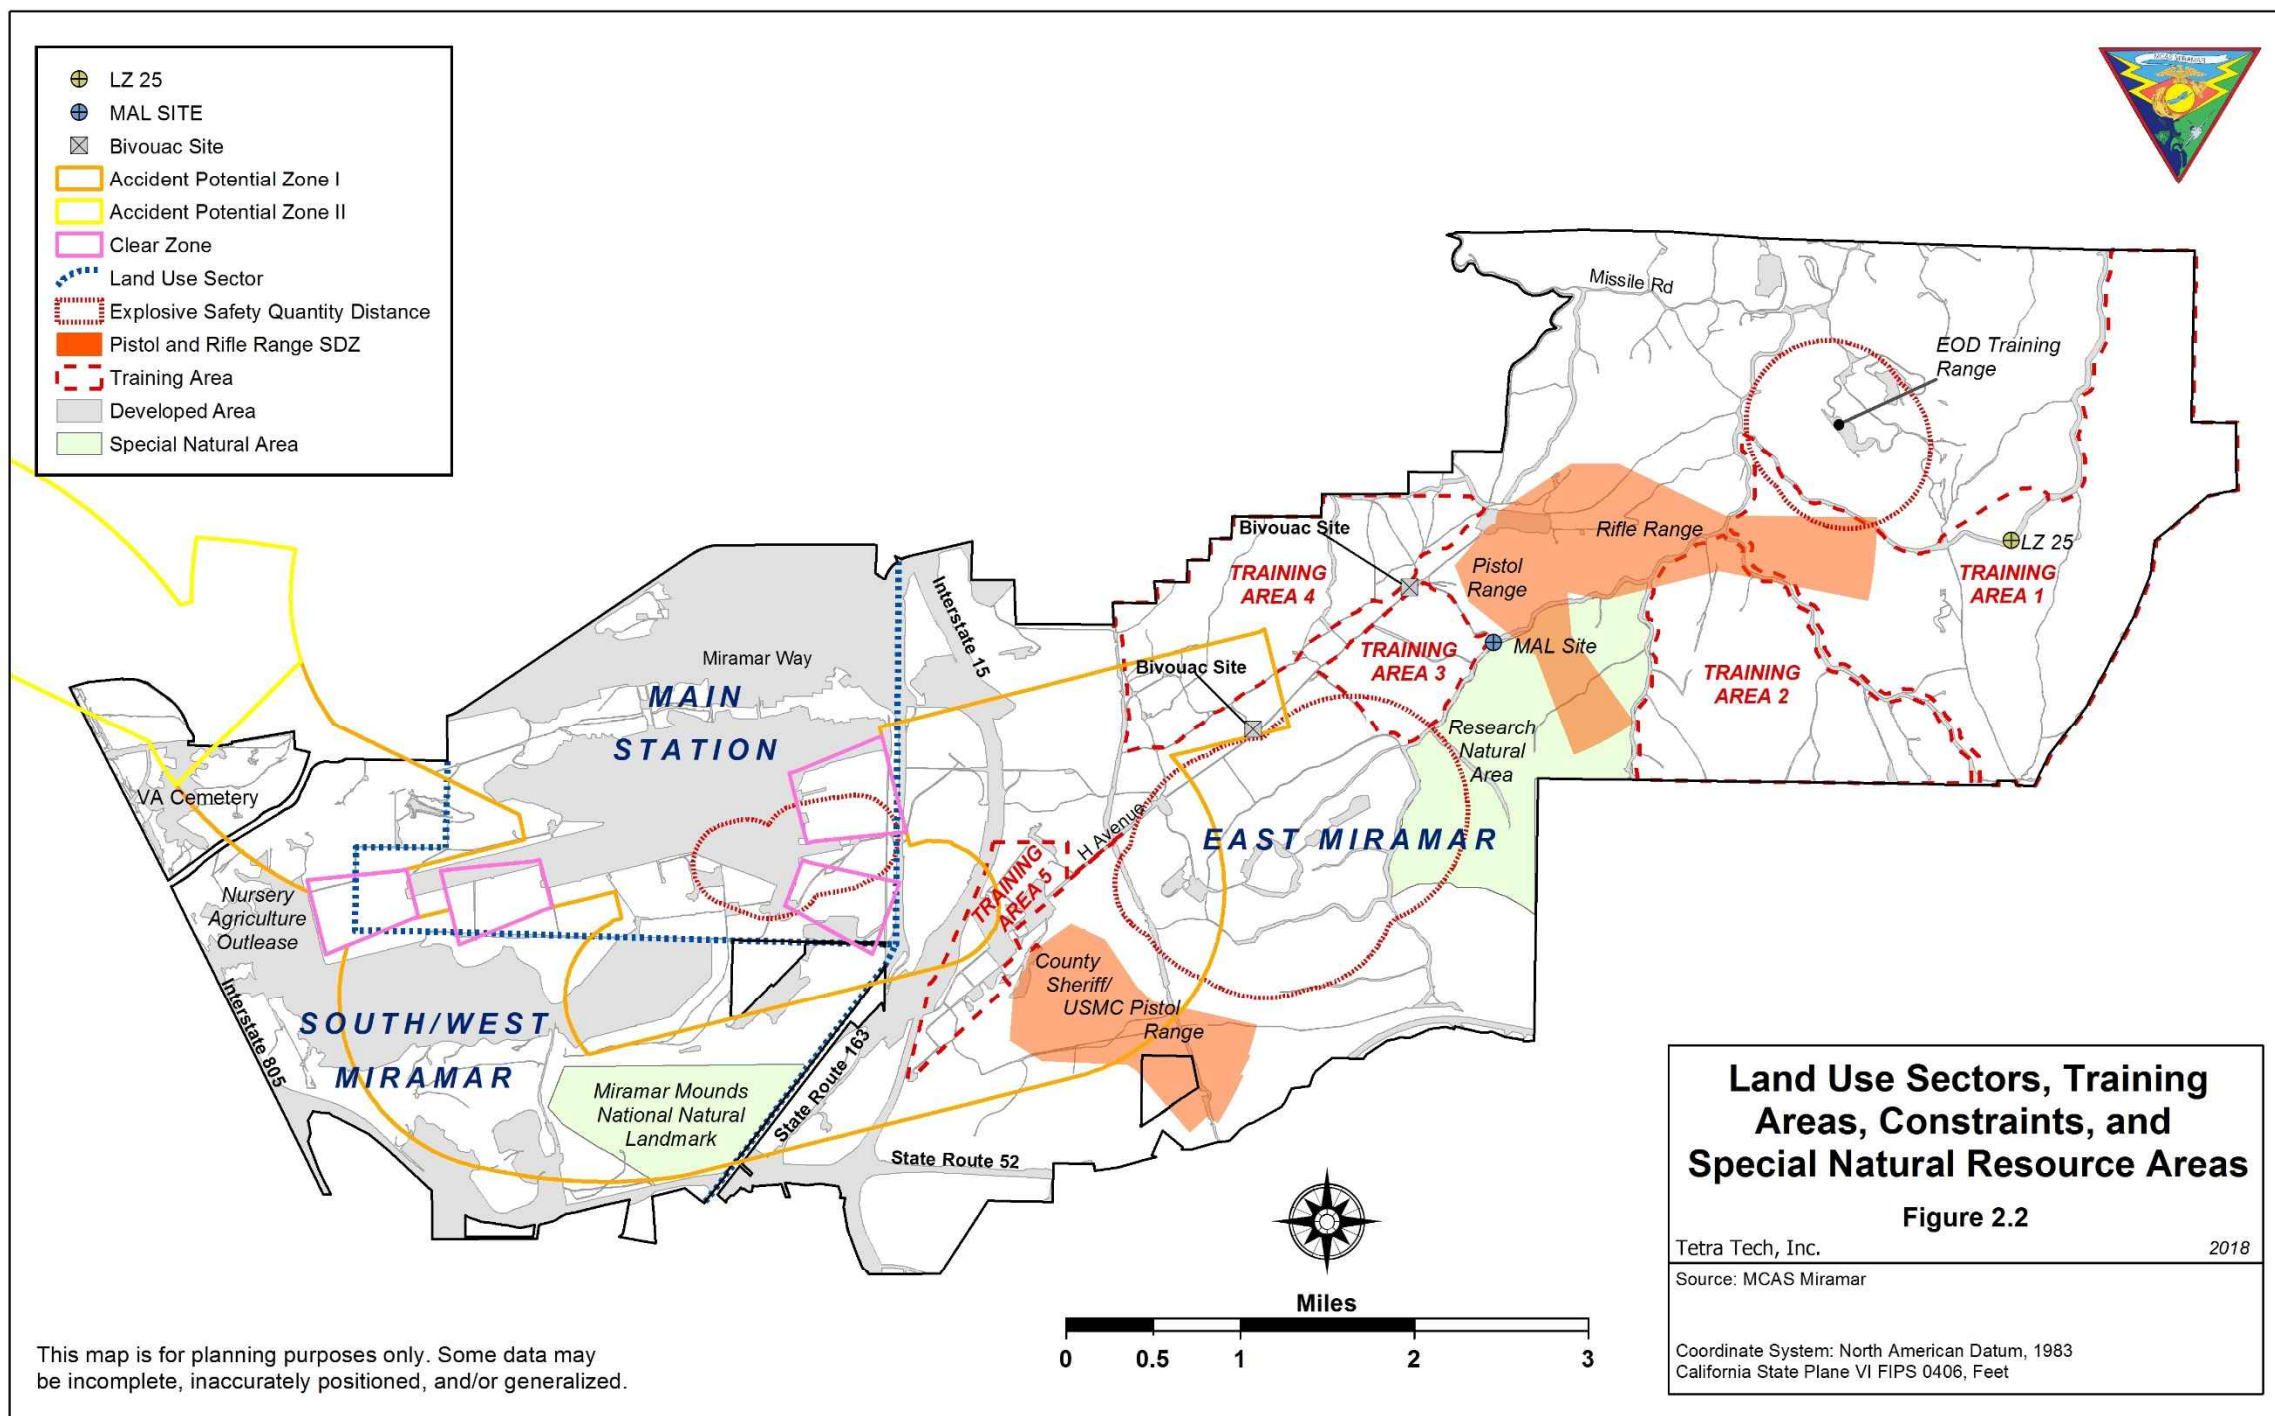 LZ 25
MAL SITE
Bivouac Site
Accident Potential Zone I
Accident Potential Zone II
Clear Zone
Land Use Sector
Explosive Safety Quantity Distance
Pistol and Rifle Range SDZ
Training Area
Developed Area
Special Natural Area
MCAS MIRAMAR
Missile Rd
EOD Training
Range
Bivouac Site
Rifle Range
Pistol
Range
LZ 25
TRAINING
AREA 4
TRAINING
AREA 1
Interstate 15
Miramar Way
Bivouac Site
TRAINING
AREA 3
MAL Site
TRAINING
AREA 2
MAIN
STATION
Research
Natural
Area
VA Cemetery
H Avenue
EAST MIRAMAR
TRAINING
AREA 5
Nursery
Agriculture
Outlease
County
Sheriff/
USMC Pistol
Range
Interstate 805
SOUTH/WEST
MIRAMAR
State Route 163
Miramar Mounds
National Natural
Landmark
State Route 52
Land Use Sectors, Training
Areas, Constraints, and
Special Natural Resource Areas
Figure 2.2
Tetra Tech, Inc. 2018
Source: MCAS Miramar
Coordinate System: North American Datum, 1983
California State Plane VI FIPS 0406, Feet
Miles
0 0.5 1 2 3
This map is for planning purposes only. Some data may
be incomplete, inaccurately positioned, and/or generalized.